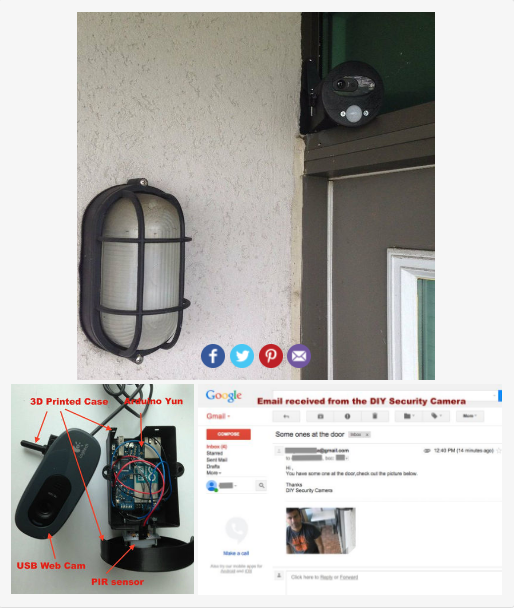 3D Printed Case
Arduino Yun
USB Web Cam
PIR sensor
Google
Email received from the DIY Security Camera
Gmail
More
COMPOSE
Some ones at the door
Inbox
Inbox (4)
Starred
Sent Mail
Drafts
More
@gmail.com
12:40 PM (14 minutes ago)
to
Hi,
You have some one at the door,check out the picture below.
Thanks
DIY Security Camera
Make a call
Click here to Reply or Forward